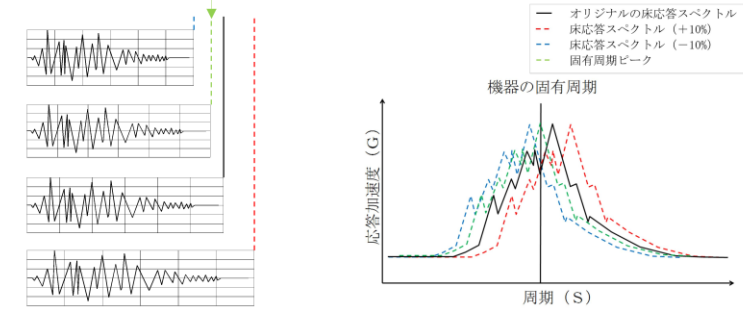 オリジナルの床応答スペクトル
床応答スペクトル（＋10%）
床応答スペクトル（－10%）
固有周期ピーク
機器の固有周期
応答加速度（G）
周期（S）